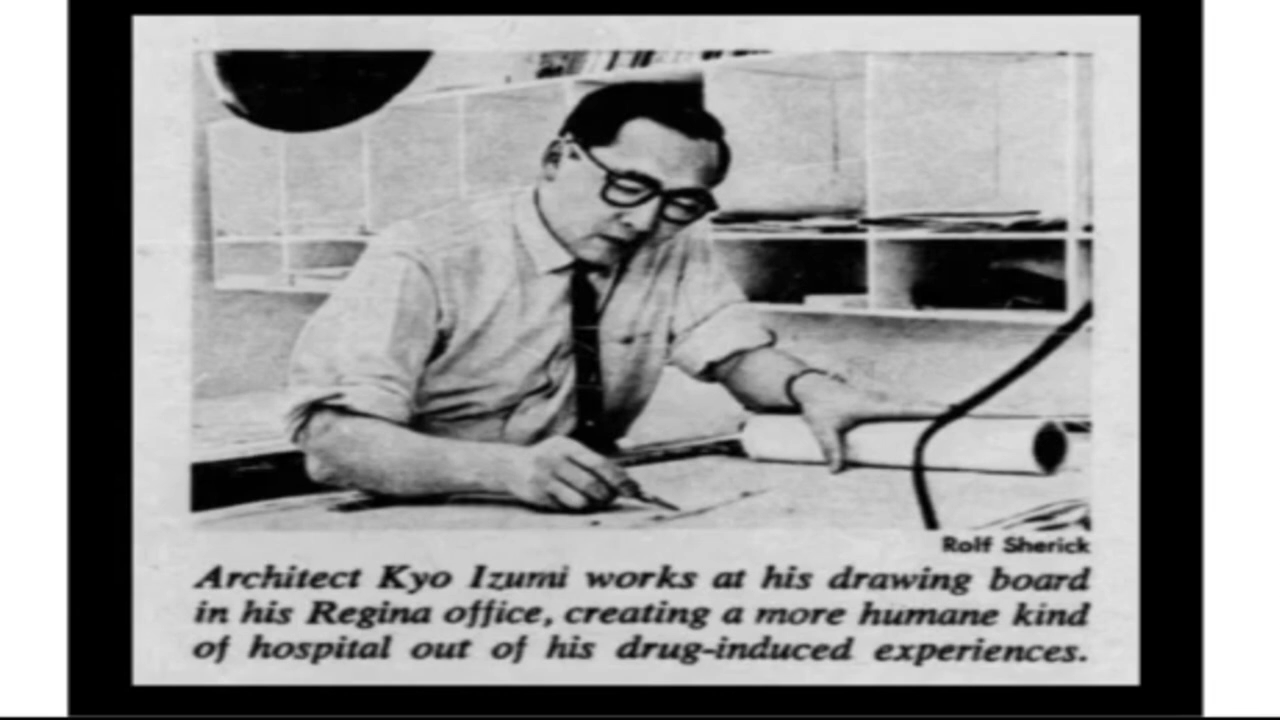 Rolf Sherick
Architect Kyo Izumi works at his drawing board
in his Regina office, creating a more humane kind
of hospital out of his drug-induced experiences.